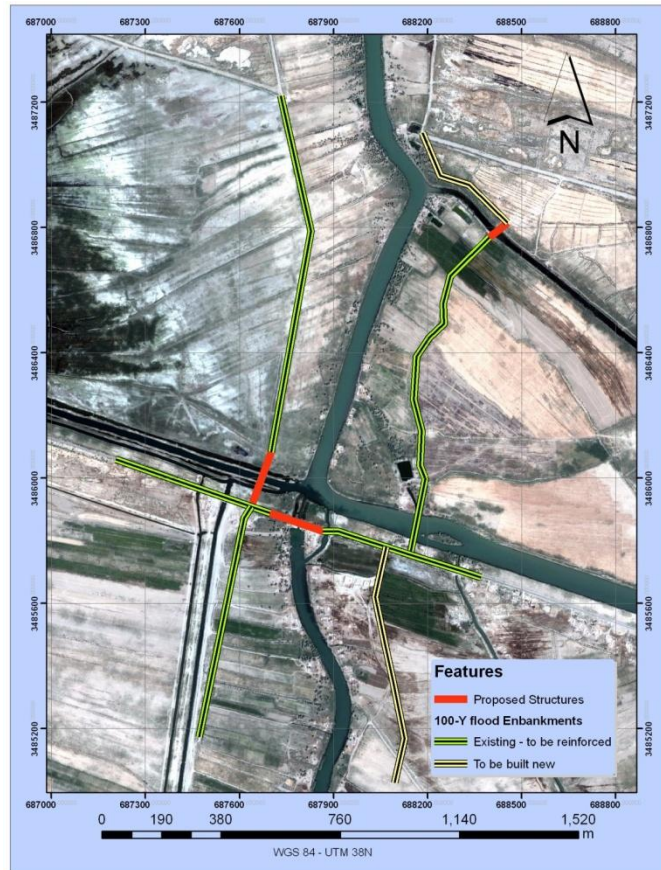 687000 687300 687600 687900 688200 688500 688800
3487200 3487200
N
3486800 3486800
3486400 3486400
3486000 3486000
3485600 3485600
3485200 3485200
Features
Proposed Structures
100-Y flood Enbankments
Existing - to be reinforced
To be built new
687000 687300 687600 687900 688200 688500 688800
0 190 380 760 1,140 1,520
m
WGS 84 - UTM 38N